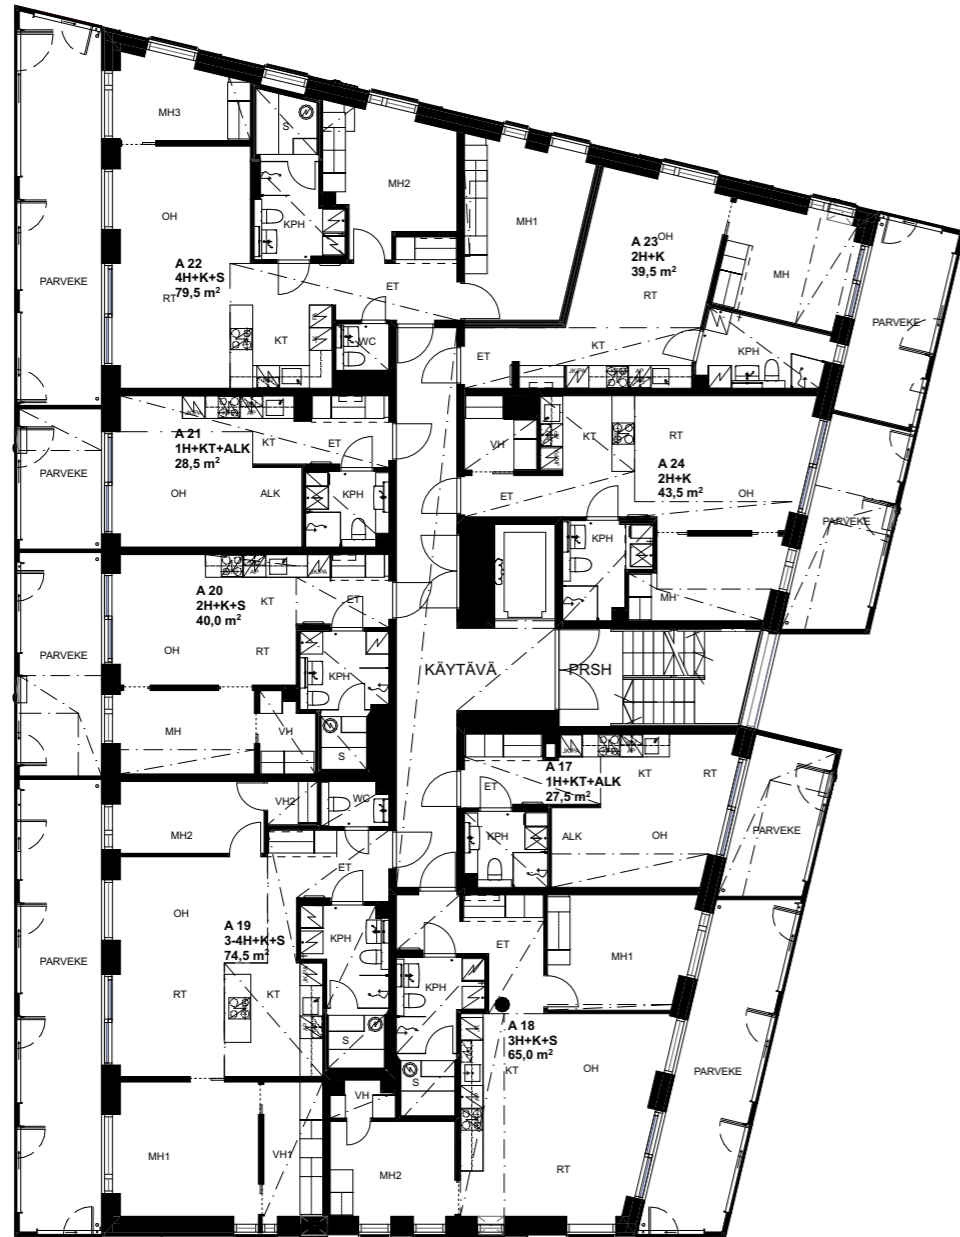 MH3
S
MH2
OH
KPH
MH1
A 22
4H+K+S
79,5 m²
RT
PARVEKE
ET
KT
WC
A 23
2H+K
39,5 m²
OH
RT
MH
PARVEKE
ET
KT
KPH
A 21
1H+KT+ALK
28,5 m²
KT
ET
PARVEKE
OH
ALK
KPH
VH
KT
RT
A 24
2H+K
43,5 m²
ET
OH
PARVEKE
KPH
MH
A 20
2H+K+S
40,0 m²
KT
ET
OH
RT
PARVEKE
KPH
MH
VH
S
KÄYTÄVÄ
PRSH
A 17
1H+KT+ALK
27,5 m²
KT
RT
ET
KPH
ALK
OH
PARVEKE
VH2
WC
MH2
ET
OH
A 19
3-4H+K+S
74,5 m²
KPH
PARVEKE
RT
KT
S
MH1
VH1
ET
MH1
KPH
A 18
3H+K+S
65,0 m²
KT
OH
PARVEKE
S
VH
MH2
RT